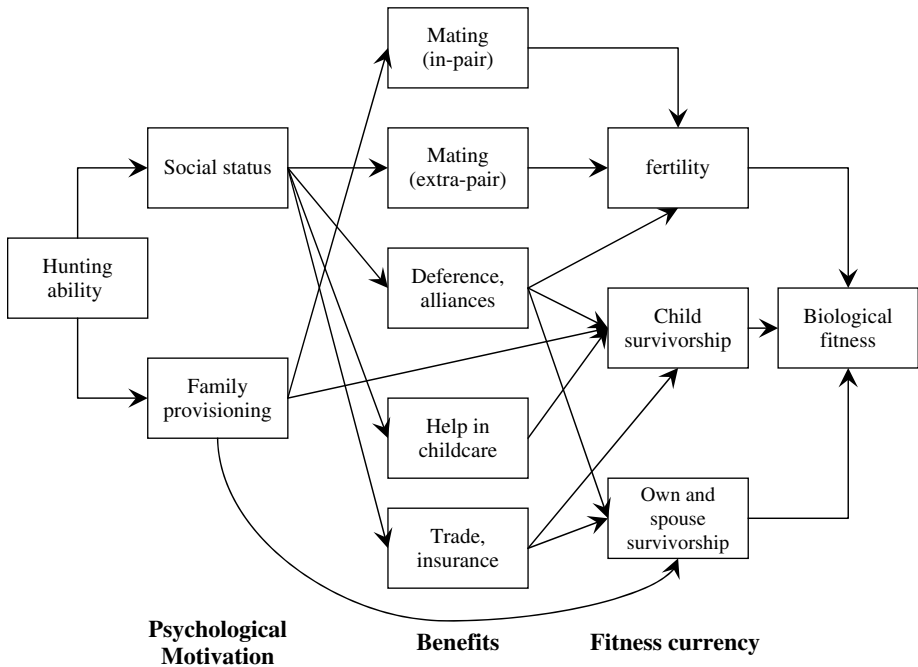 Mating
(in-pair)
Social status
Mating
(extra-pair)
fertility
Hunting
ability
Deference,
alliances
Child
survivorship
Biological
fitness
Family
provisioning
Help in
childcare
Trade,
insurance
Own and
spouse
survivorship
Psychological
Motivation
Benefits
Fitness currency